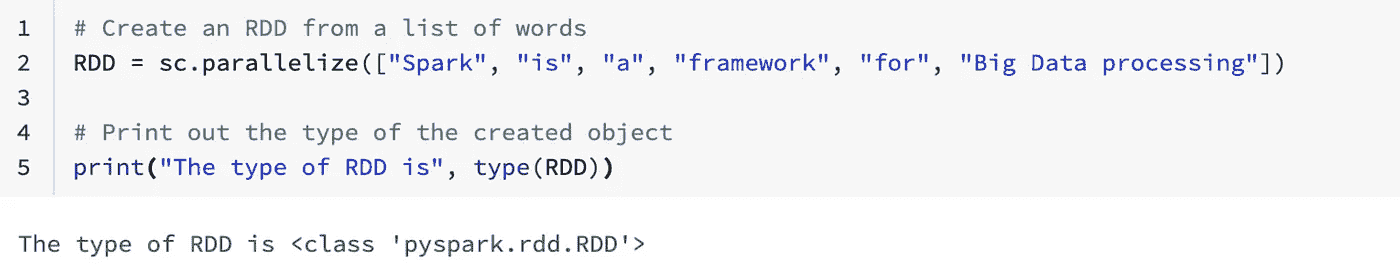 1 # Create an RDD from a list of words
2 RDD = sc.parallelize(["Spark", "is", "a", "framework", "for", "Big Data processing"])
3
4 # Print out the type of the created object
5 print("The type of RDD is", type(RDD))
The type of RDD is <class 'pyspark.rdd.RDD'>